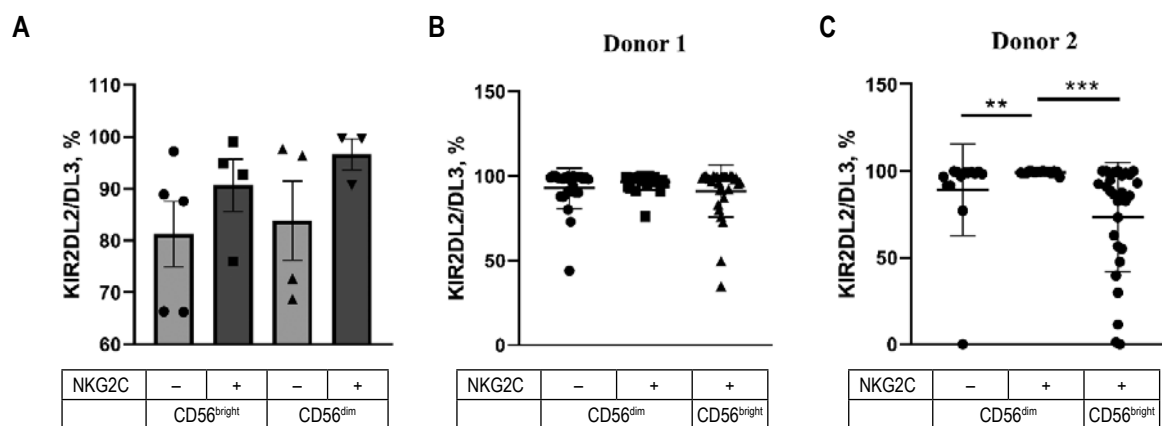 A
KIR2DL2/DL3, %
110
100
90
80
70
60
NKG2C – + – +
CD56bright CD56dim
B
Donor 1
KIR2DL2/DL3, %
150
100
50
0
NKG2C – + +
CD56dim CD56bright
C
Donor 2
KIR2DL2/DL3, %
150
100
50
0
** ***
NKG2C – + +
CD56dim CD56bright